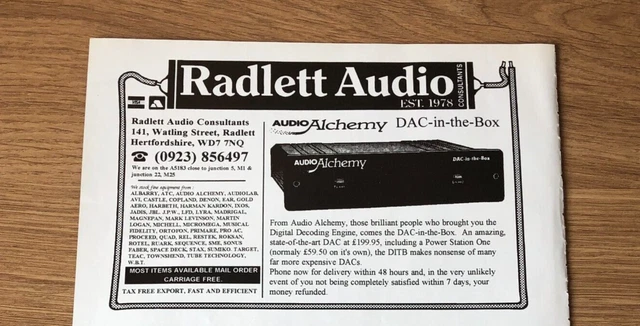 Radlett Audio
CONSULTANTS
EST. 1978
Radlett Audio Consultants
141, Watling Street, Radlett
Hertfordshire, WD7 7NQ
☎ (0923) 856497
We are on the A5183 close to junction 5, M1 &
junction 22, M25
We stock fine equipment from:
ALBARRY, ATC, AUDIO ALCHEMY, AUDIOLAB,
AVI, CASTLE, COPLAND, DENON, EAR, GOLD
AERO, HARBETH, HARMAN KARDON, IXOS,
JADIS, JBL. J.P.W., LFD, LYRA, MADRIGAL,
MAGNEPAN, MARK LEVINSON, MARTIN
LOGAN, MICHELL, MICROMEGA, MUSICAL
FIDELITY, ORTOFON, PRIMARE, PRO AC,
PROCEED, QUAD, REL, RESTEK, ROKSAN,
ROTEL, RUARK, SEQUENCE, SME, SONUS
FABER, SPACE DECK, STAX, SUMIKO, TARGET,
TEAC, TOWNSHEND, TUBE TECHNOLOGY,
W.B.T.
MOST ITEMS AVAILABLE MAIL ORDER
CARRIAGE FREE.
TAX FREE EXPORT, FAST AND EFFICIENT
AUDIO Alchemy DAC-in-the-Box
AUDIO Alchemy
DAC-in-the-Box
From Audio Alchemy, those brilliant people who brought you the
Digital Decoding Engine, comes the DAC-in-the-Box. An amazing,
state-of-the-art DAC at £199.95, including a Power Station One
(normaly £59.50 on it's own), the DITB makes nonsense of many
far more expensive DACs.
Phone now for delivery within 48 hours and, in the very unlikely
event of you not being completely satisfied within 7 days, your
money refunded.